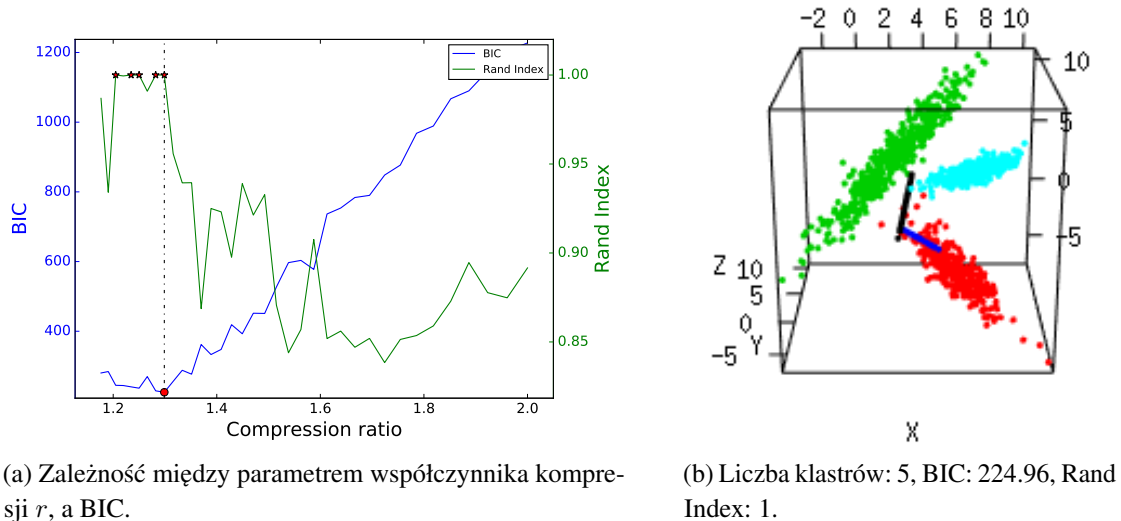 BIC
Rand Index
1200
1000
800
600
400
BIC
1.00
0.95
0.90
0.85
Rand Index
1.2 1.4 1.6 1.8 2.0
Compression ratio
-2 0 2 4 6 8 10
10
5
0
-5
Z 10
5
0
Y
-5
X
(a) Zależność między parametrem współczynnika kompre-
sji r, a BIC.
(b) Liczba klastrów: 5, BIC: 224.96, Rand
Index: 1.